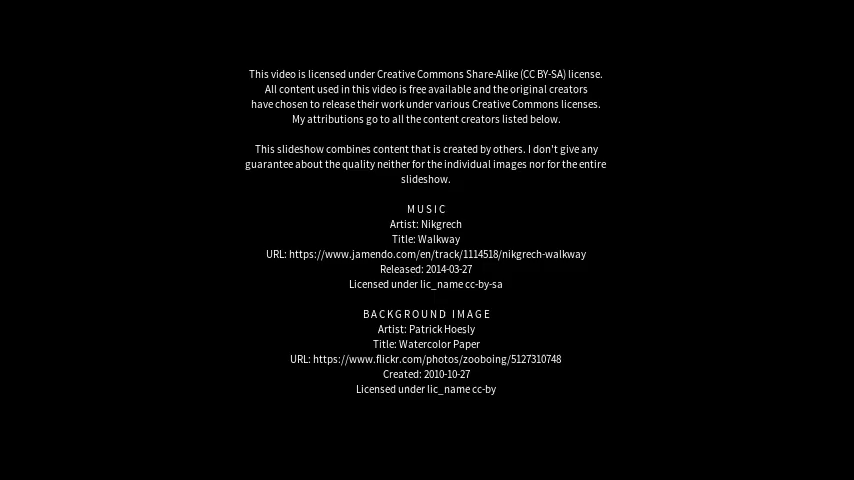 This video is licensed under Creative Commons Share-Alike (CC BY-SA) license.
All content used in this video is free available and the original creators
have chosen to release their work under various Creative Commons licenses.
My attributions go to all the content creators listed below.
This slideshow combines content that is created by others. I don't give any
guarantee about the quality neither for the individual images nor for the entire
slideshow.
MUSIC
Artist: Nikgrech
Title: Walkway
URL: https://www.jamendo.com/en/track/1114518/nikgrech-walkway
Released: 2014-03-27
Licensed under lic_name cc-by-sa
BACKGROUND IMAGE
Artist: Patrick Hoesly
Title: Watercolor Paper
URL: https://www.flickr.com/photos/zooboing/5127310748
Created: 2010-10-27
Licensed under lic_name cc-by